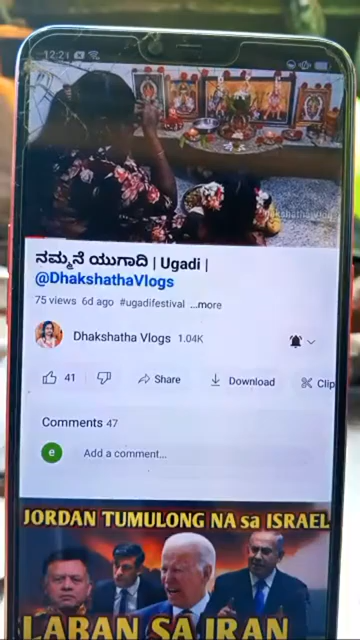 12:21
DhakshathaVlogs
ನಮ್ಮನೆ ಯುಗಾದಿ | Ugadi |
@DhakshathaVlogs
75 views 6d ago #ugadifestival ...more
Dhakshatha Vlogs 1.04K
41 Share Download Clip
Comments 47
e Add a comment...
JORDAN TUMULONG NA sa ISRAEL
LABAN SA IRAN